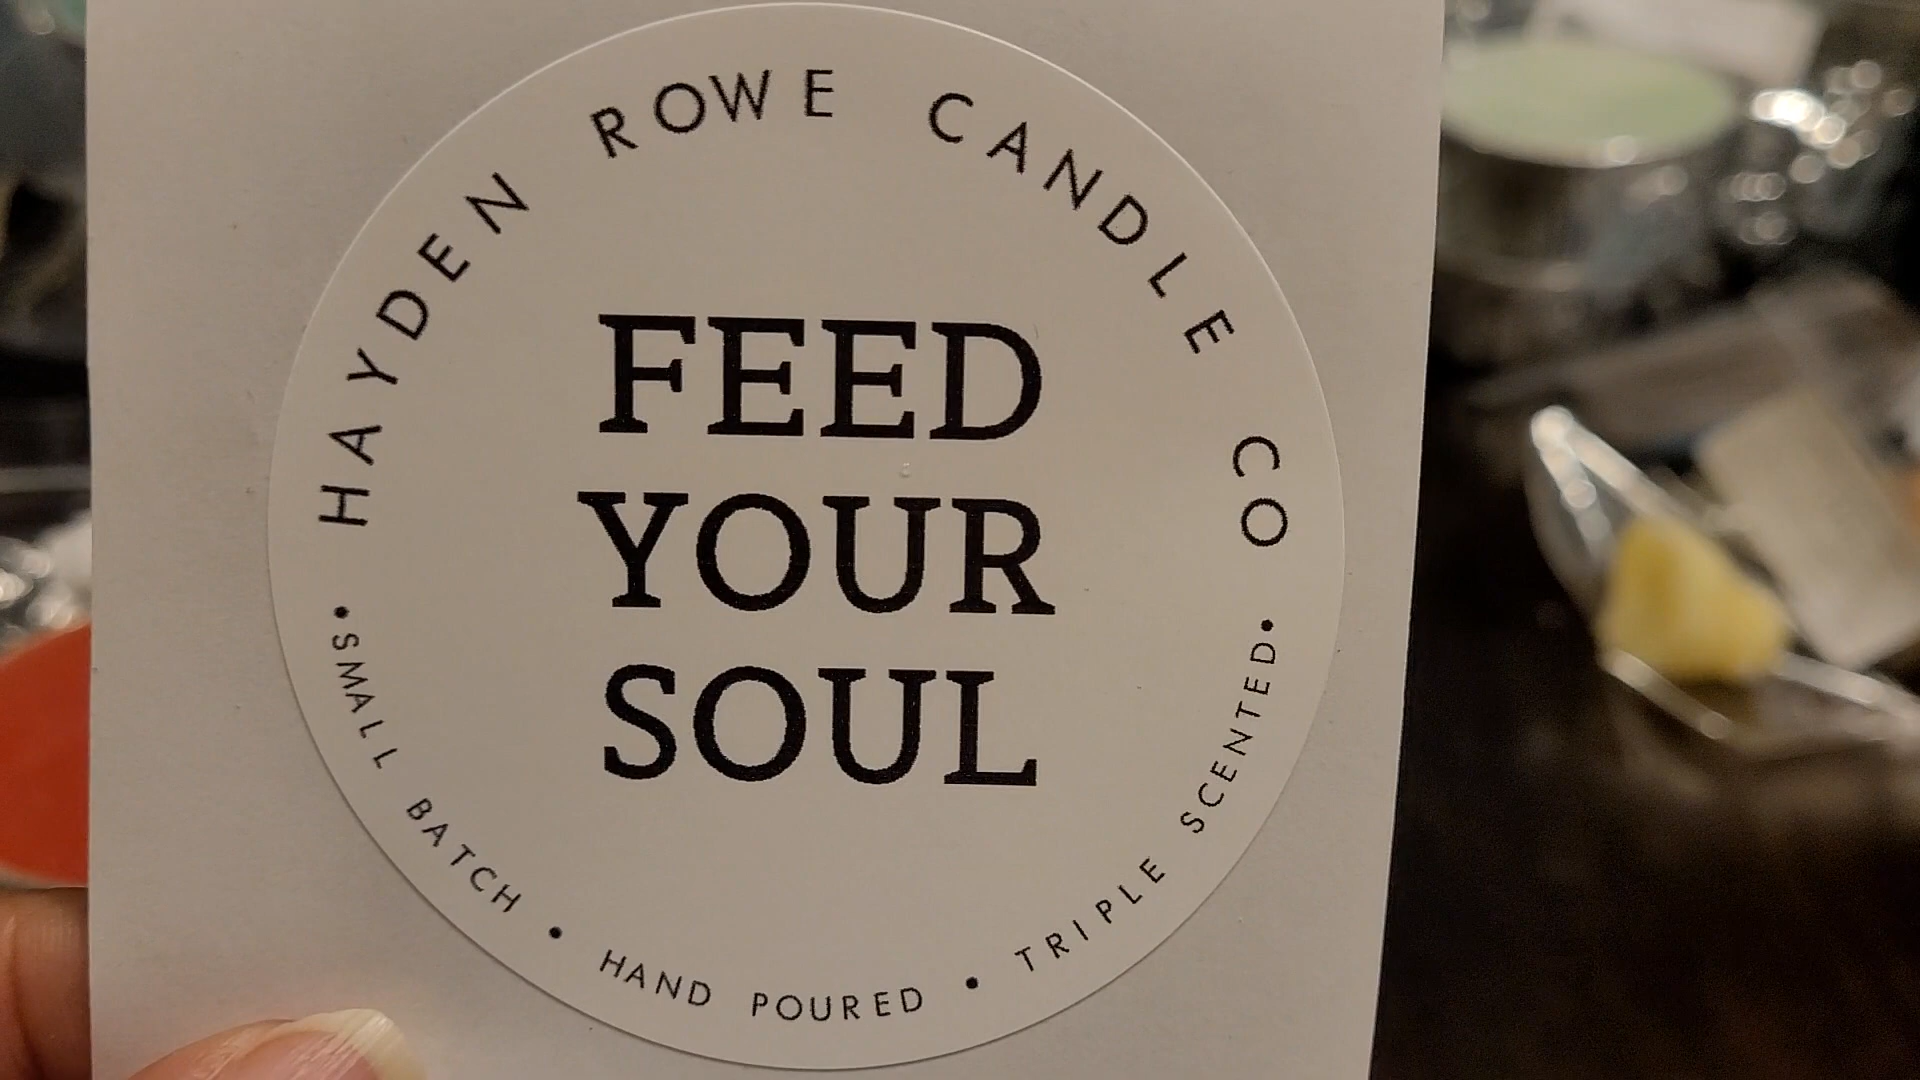 HAYDEN ROWE CANDLE CO
FEED
YOUR
SOUL
•SMALL BATCH • HAND POURED • TRIPLE SCENTED•